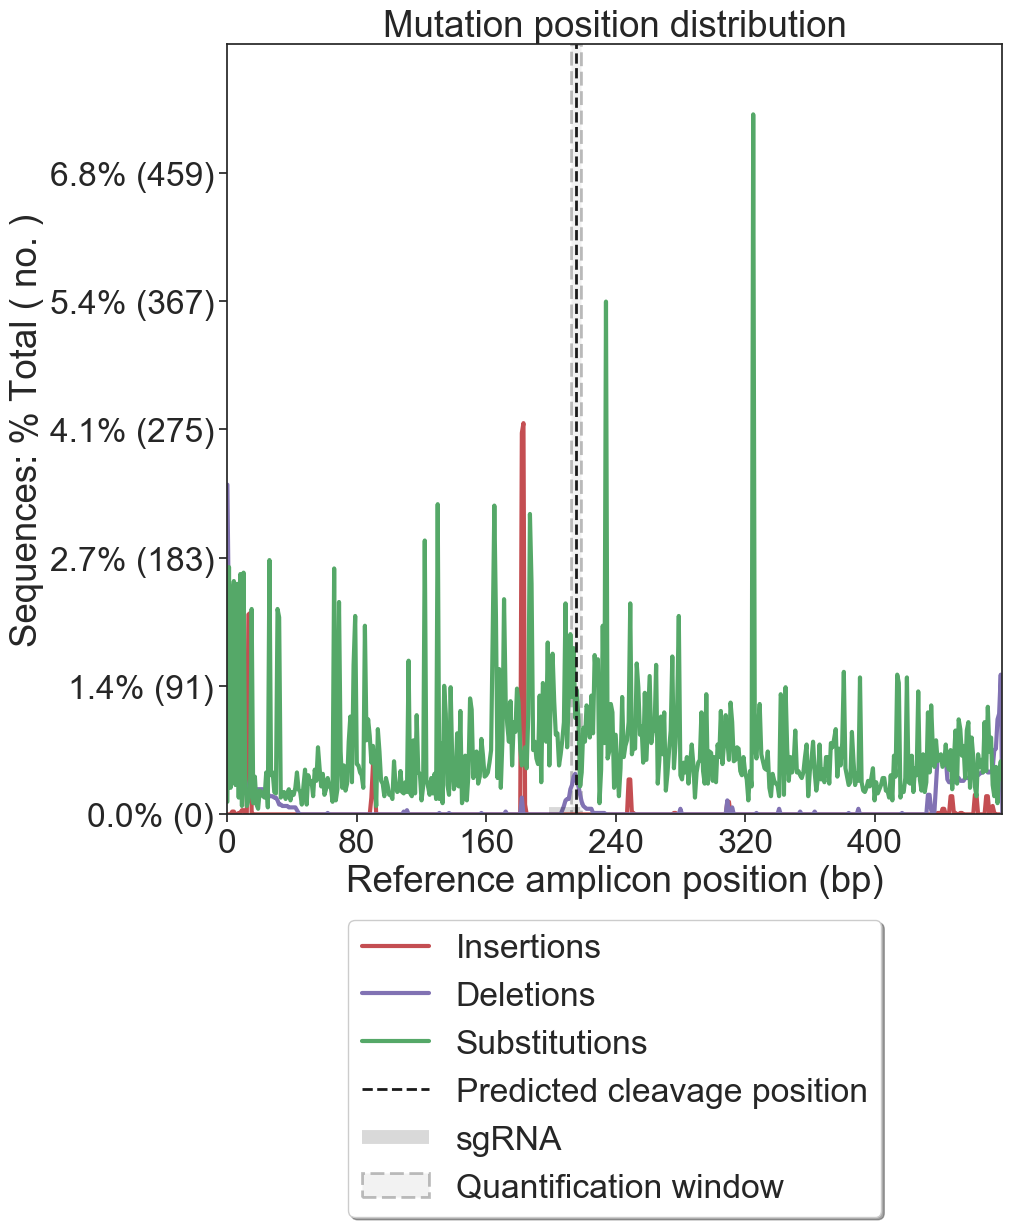 Mutation position distribution
Sequences: % Total ( no. )
6.8% (459)
5.4% (367)
4.1% (275)
2.7% (183)
1.4% (91)
0.0% (0)
0 80 160 240 320 400
Reference amplicon position (bp)
Insertions
Deletions
Substitutions
Predicted cleavage position
sgRNA
Quantification window